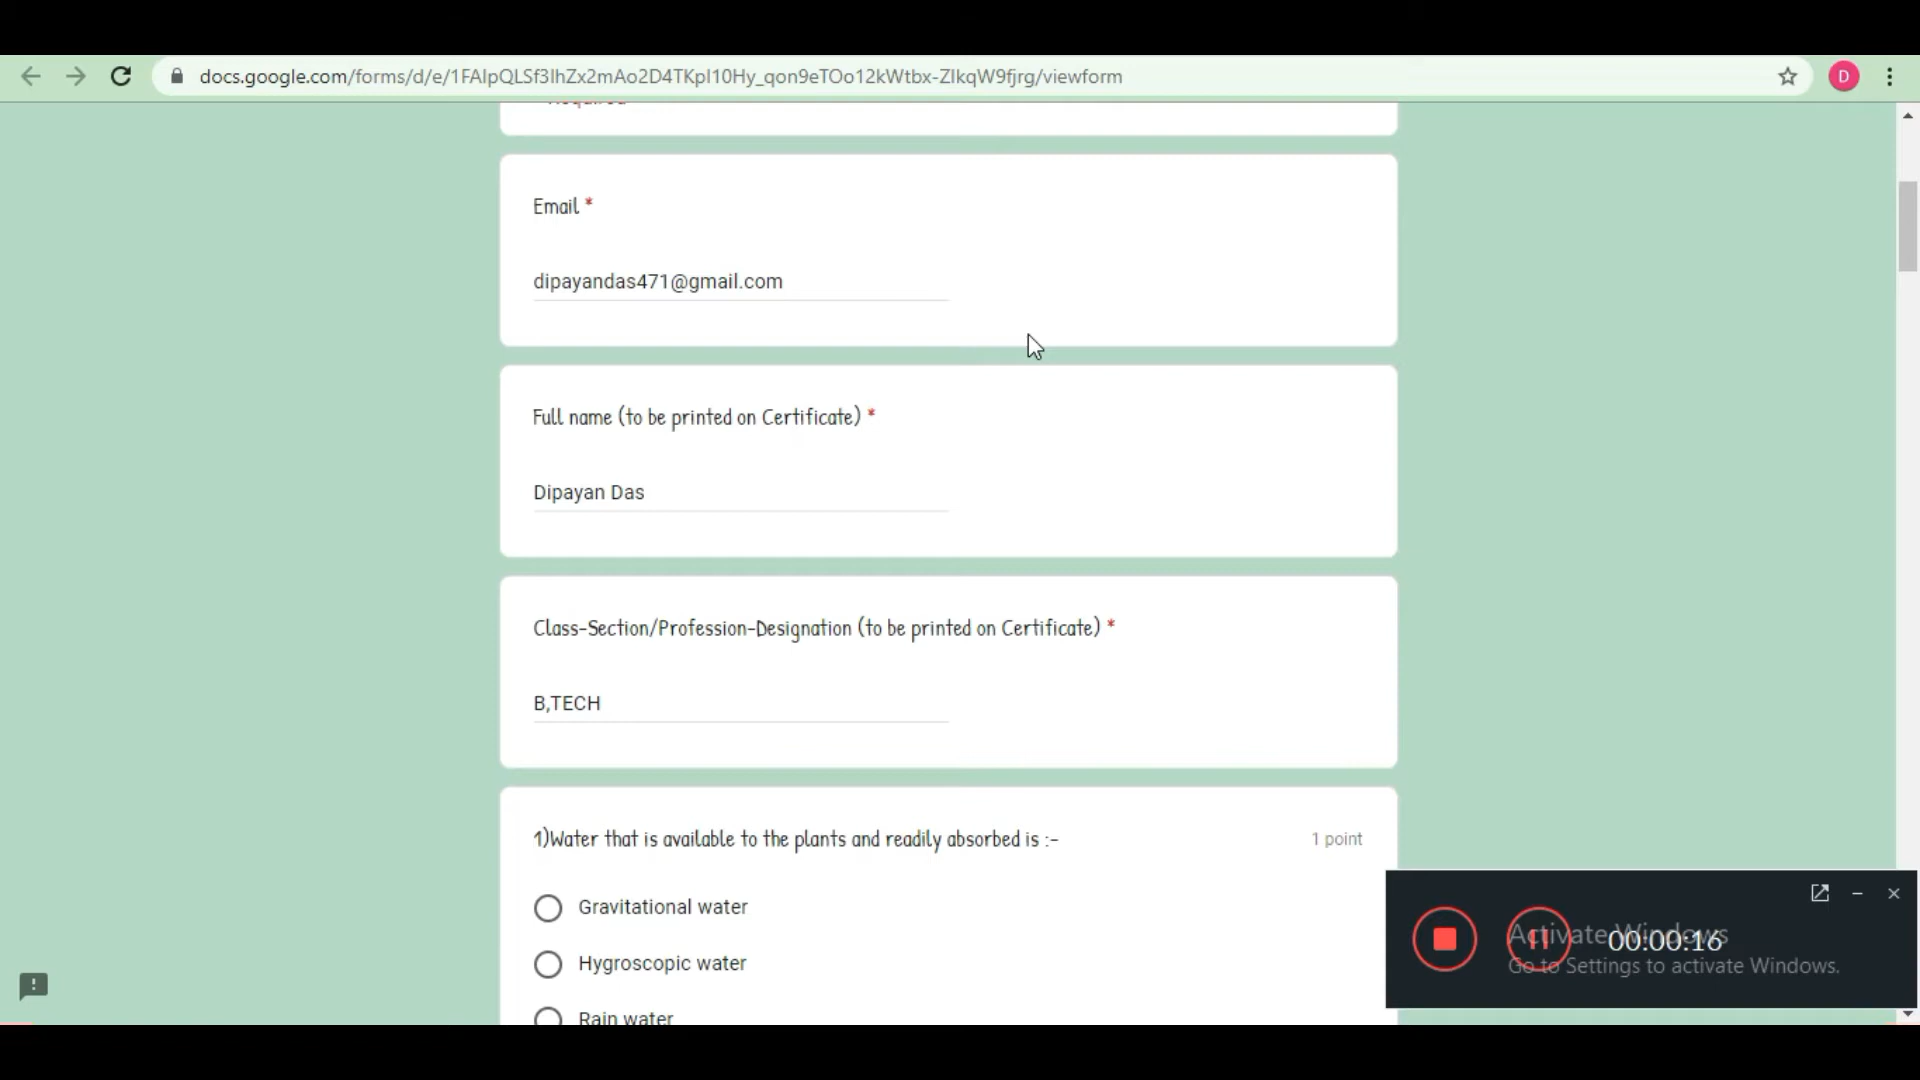 docs.google.com/forms/d/e/1FAIpQLSf3lhZx2mAo2D4TKpI10Hy_qon9eTOo12kWtbx-ZIkqW9fjrg/viewform
D
Required
Email *
dipayandas471@gmail.com
Full name (to be printed on Certificate) *
Dipayan Das
Class-Section/Profession-Designation (to be printed on Certificate) *
B,TECH
1)Water that is available to the plants and readily absorbed is :-
1 point
Gravitational water
Hygroscopic water
Rain water
Activate Windows
00:00:16
Go to Settings to activate Windows.